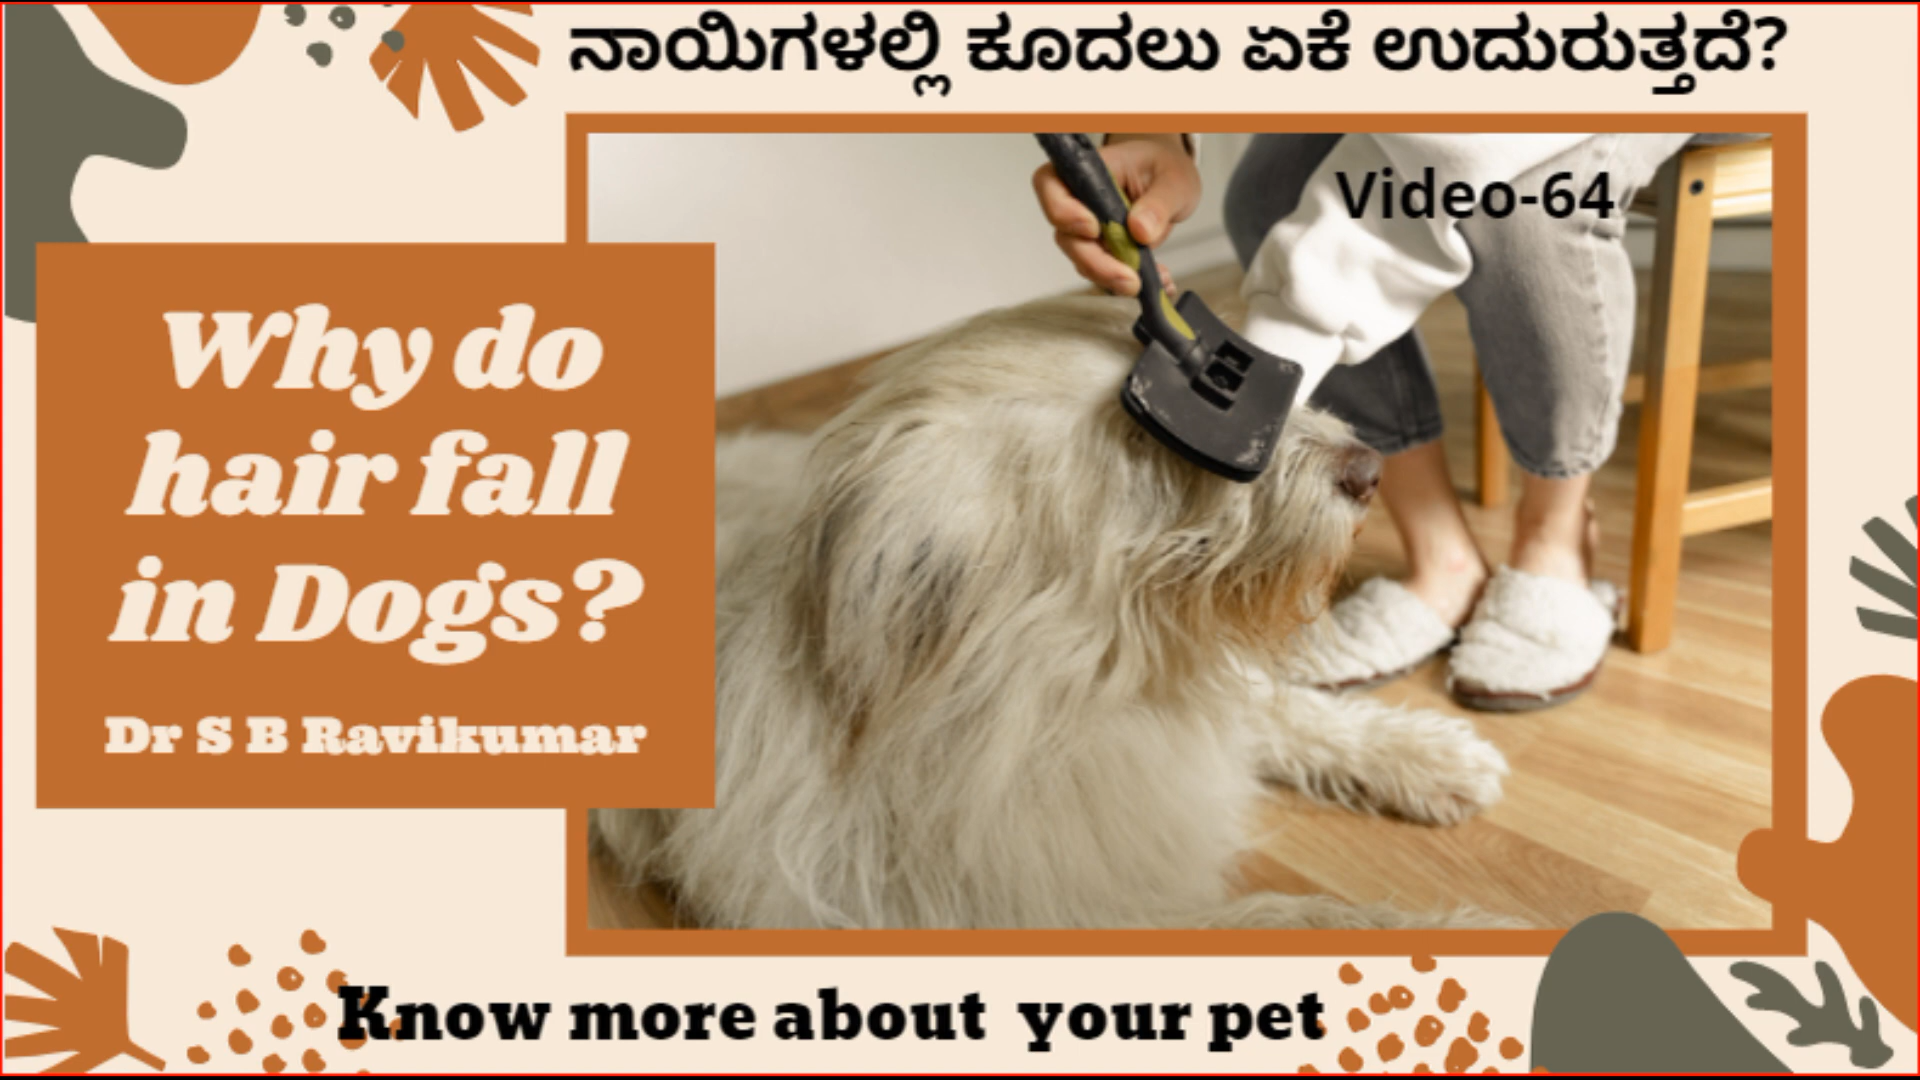 ನಾಯಿಗಳಲ್ಲಿ ಕೂದಲು ಏಕೆ ಉದುರುತ್ತದೆ?
Video-64
Why do
hair fall
in Dogs?
Dr S B Ravikumar
Know more about your pet